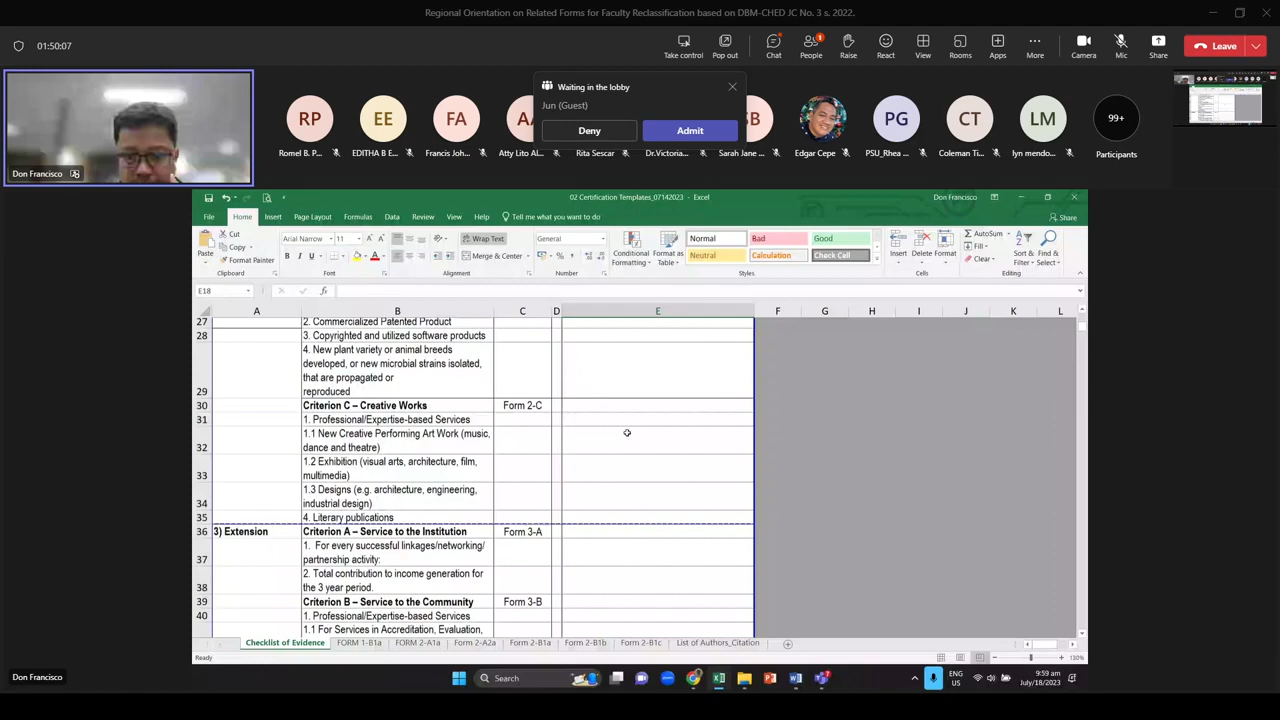 Regional Orientation on Related Forms for Faculty Reclassification based on DBM-CHED JC No. 3 s. 2022.
01:50:07
Take control
Pop out
Chat
1
People
Raise
React
View
Rooms
Apps
More
Camera
Mic
Share
Leave
Waiting in the lobby
Jun (Guest)
Deny
Admit
RP
EE
FA
SB
PG
CT
LM
99+
Romel B. P...
EDITHA B E...
Francis Joh...
Atty Lito Al...
Rita Sescar
Dr.Victoria...
Sarah Jane ...
Edgar Cepe
PSU_Rhea ...
Coleman Ti...
lyn mendo...
Participants
Don Francisco
02 Certification Templates_07142023 - Excel
Don Francisco
File
Home
Insert
Page Layout
Formulas
Data
Review
View
Help
Tell me what you want to do
Share
Paste
Cut
Copy
Format Painter
Clipboard
Arial Narrow
11
B I U
Font
Wrap Text
Merge & Center
Alignment
General
Number
Conditional Formatting
Format as Table
Normal
Bad
Good
Neutral
Calculation
Check Cell
Styles
Insert
Delete
Format
Cells
AutoSum
Fill
Clear
Sort & Filter
Find & Select
Editing
E18
fx
A B C D E F G H I J K L
27 2. Commercialized Patented Product
28 3. Copyrighted and utilized software products
4. New plant variety or animal breeds
developed, or new microbial strains isolated,
that are propagated or
29 reproduced
30 Criterion C – Creative Works Form 2-C
31 1. Professional/Expertise-based Services
1.1 New Creative Performing Art Work (music,
32 dance and theatre)
1.2 Exhibition (visual arts, architecture, film,
33 multimedia)
1.3 Designs (e.g. architecture, engineering,
34 industrial design)
35 4. Literary publications
36 3) Extension Criterion A – Service to the Institution Form 3-A
1. For every successful linkages/networking/
37 partnership activity:
2. Total contribution to income generation for
38 the 3 year period.
39 Criterion B – Service to the Community Form 3-B
40 1. Professional/Expertise-based Services
1.1 For Services in Accreditation, Evaluation,
Checklist of Evidence
FORM 1-B1a
FORM 2-A1a
Form 2-A2a
Form 2-B1a
Form 2-B1b
Form 2-B1c
List of Authors_Citation
Ready
130%
Don Francisco
Search
ENG
US
9:59 am
July/18/2023